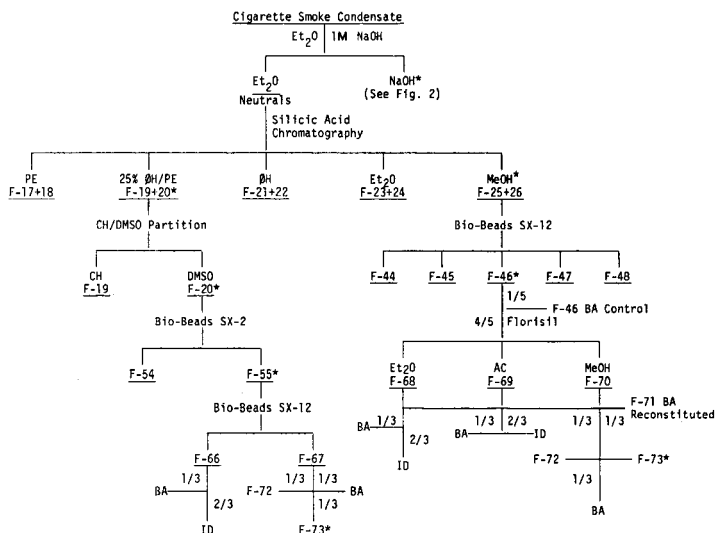 Cigarette Smoke Condensate
Et2O 1M NaOH
Et2O NaOH*
Neutrals (See Fig. 2)
Silicic Acid
Chromatography
PE 25% ØH/PE ØH Et2O MeOH*
F-17+18 F-19+20* F-21+22 F-23+24 F-25+26
CH/DMSO Partition Bio-Beads SX-12
CH DMSO F-44 F-45 F-46* F-47 F-48
F-19 F-20*
1/5
F-46 BA Control
Bio-Beads SX-2 4/5 Florisil
F-54 F-55* Et2O AC MeOH
F-68 F-69 F-70
Bio-Beads SX-12 F-71 BA
Reconstituted
1/3 1/3 2/3 1/3 1/3
BA 2/3 BA ID
ID
F-66 F-67 F-72 F-73*
1/3 1/3 1/3 1/3
BA F-72 BA BA
2/3 1/3
ID F-73*